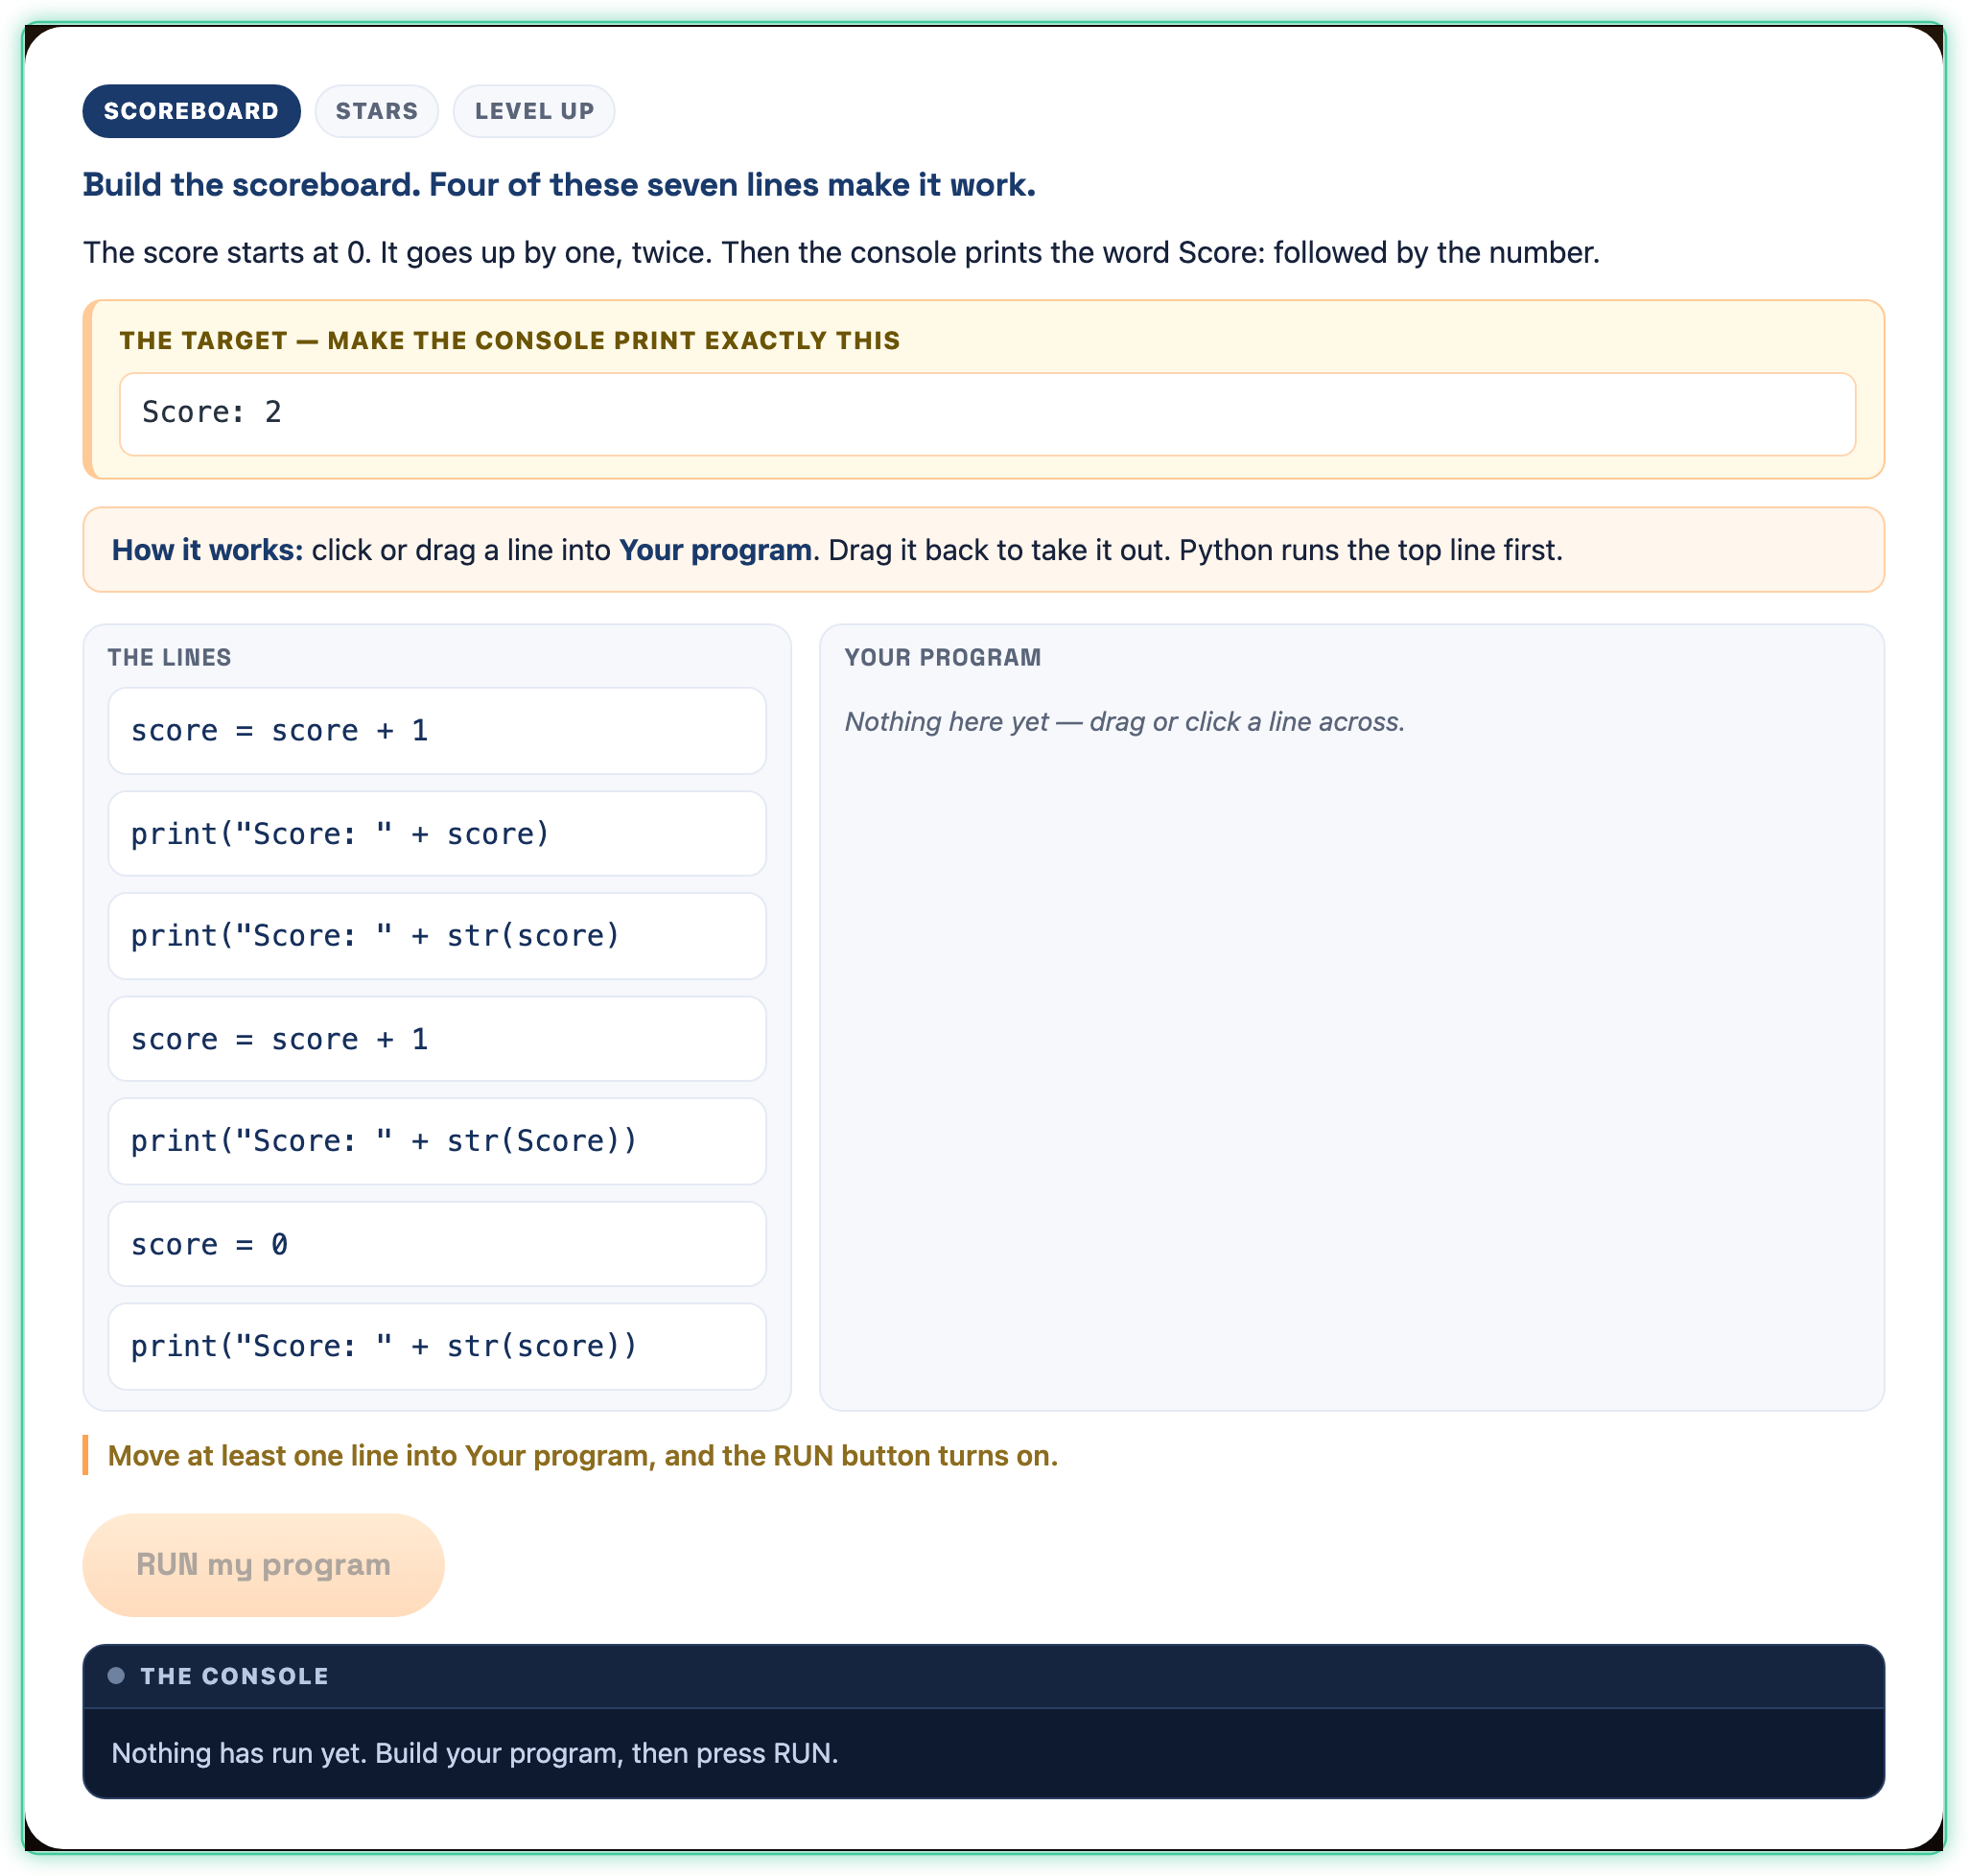 SCOREBOARD STARS LEVEL UP
Build the scoreboard. Four of these seven lines make it work.
The score starts at 0. It goes up by one, twice. Then the console prints the word Score: followed by the number.
THE TARGET — MAKE THE CONSOLE PRINT EXACTLY THIS
Score: 2
How it works: click or drag a line into Your program. Drag it back to take it out. Python runs the top line first.
THE LINES
score = score + 1
print("Score: " + score)
print("Score: " + str(score)
score = score + 1
print("Score: " + str(Score))
score = 0
print("Score: " + str(score))
YOUR PROGRAM
Nothing here yet — drag or click a line across.
Move at least one line into Your program, and the RUN button turns on.
RUN my program
THE CONSOLE
Nothing has run yet. Build your program, then press RUN.